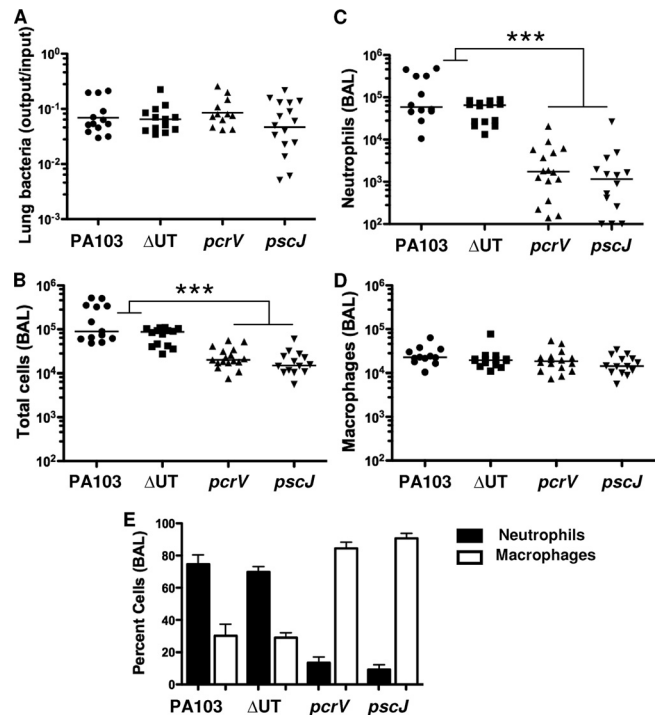 A
Lung bacteria (output/input)
10⁰
10⁻¹
10⁻²
10⁻³
PA103 ΔUT pcrV pscJ
B
Total cells (BAL)
***
10⁶
10⁵
10⁴
10³
10²
PA103 ΔUT pcrV pscJ
C
Neutrophils (BAL)
***
10⁶
10⁵
10⁴
10³
10²
PA103 ΔUT pcrV pscJ
D
Macrophages (BAL)
10⁶
10⁵
10⁴
10³
10²
PA103 ΔUT pcrV pscJ
E
Percent Cells (BAL)
100
80
60
40
20
0
PA103 ΔUT pcrV pscJ
Neutrophils
Macrophages